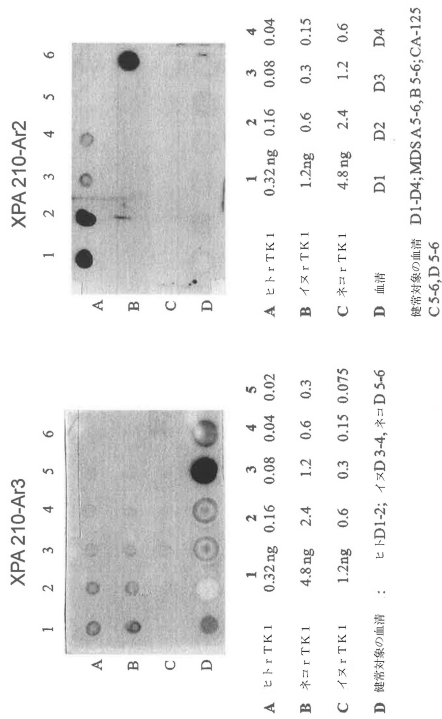 XPA 210-Ar3
1 2 3 4 5 6
A
B
C
D
1 2 3 4 5
A ヒトrTK1 0.32ng 0.16 0.08 0.04 0.02
B ネコrTK1 4.8ng 2.4 1.2 0.6 0.3
C イヌrTK1 1.2ng 0.6 0.3 0.15 0.075
D 健常対象の血清 : ヒトD1-2; イヌD3-4, ネコD5-6
XPA 210-Ar2
1 2 3 4 5 6
A
B
C
D
1 2 3 4
A ヒトrTK1 0.32ng 0.16 0.08 0.04
B イヌrTK1 1.2ng 0.6 0.3 0.15
C ネコrTK1 4.8ng 2.4 1.2 0.6
D 血清 D1 D2 D3 D4
健常対象の血清 D1-D4; MDS A 5-6, B 5-6; CA-125
C 5-6, D 5-6